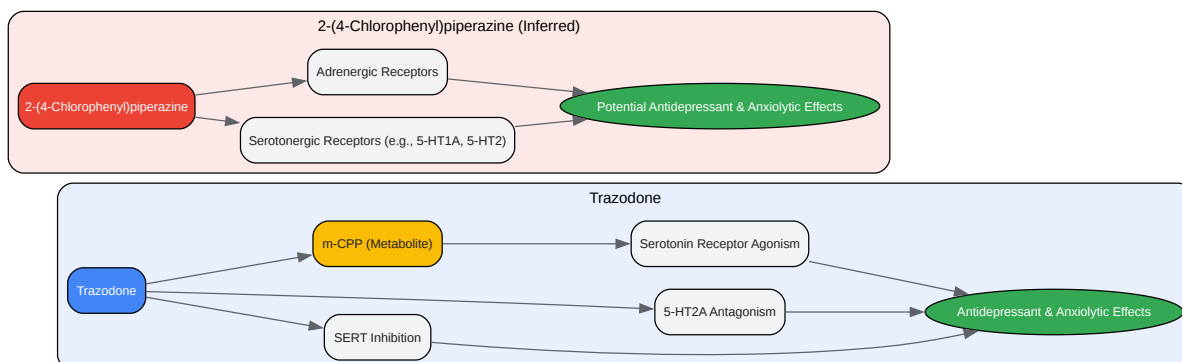 2-(4-Chlorophenyl)piperazine (Inferred)
Adrenergic Receptors
2-(4-Chlorophenyl)piperazine
Potential Antidepressant & Anxiolytic Effects
Serotonergic Receptors (e.g., 5-HT1A, 5-HT2)
Trazodone
m-CPP (Metabolite)
Serotonin Receptor Agonism
Trazodone
5-HT2A Antagonism
Antidepressant & Anxiolytic Effects
SERT Inhibition